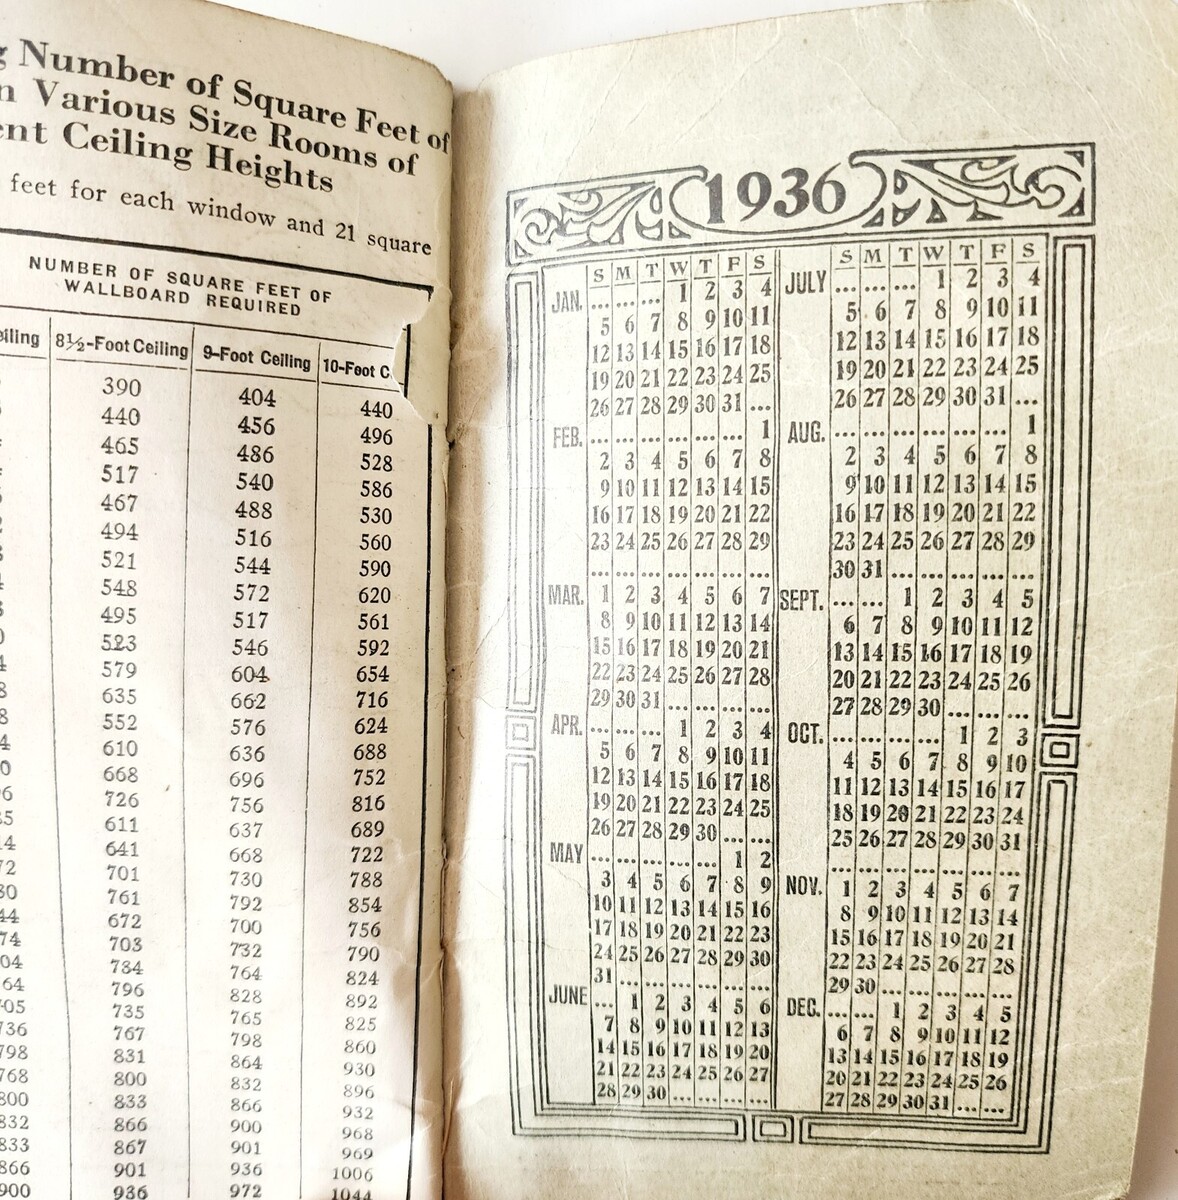 Number of Square Feet of
Various Size Rooms of
Ceiling Heights
feet for each window and 21 square
NUMBER OF SQUARE FEET OF
WALLBOARD REQUIRED
8½-Foot Ceiling 9-Foot Ceiling 10-Foot C
390 404 440
440 456 496
465 486 528
517 540 586
467 488 530
494 516 560
521 544 590
548 572 620
495 517 561
523 546 592
579 604 654
635 662 716
552 576 624
610 636 688
668 696 752
726 756 816
611 637 689
641 668 722
701 730 788
761 792 854
672 700 756
703 732 790
734 764 824
796 828 892
735 765 825
736 767 798 860
798 831 864 930
768 800 832 896
800 833 866 932
832 866 900 968
833 867 901 969
866 901 936 1006
900 936 972 1044
1936
S M T W T F S
JAN. ... ... ... 1 2 3 4
5 6 7 8 9 10 11
12 13 14 15 16 17 18
19 20 21 22 23 24 25
26 27 28 29 30 31 ...
FEB. ... ... ... ... ... ... 1
2 3 4 5 6 7 8
9 10 11 12 13 14 15
16 17 18 19 20 21 22
23 24 25 26 27 28 29
... ... ... ... ... ... ...
MAR. 1 2 3 4 5 6 7
8 9 10 11 12 13 14
15 16 17 18 19 20 21
22 23 24 25 26 27 28
29 30 31 ... ... ... ...
APR. ... ... ... 1 2 3 4
5 6 7 8 9 10 11
12 13 14 15 16 17 18
19 20 21 22 23 24 25
26 27 28 29 30 ... ...
MAY ... ... ... ... ... 1 2
3 4 5 6 7 8 9
10 11 12 13 14 15 16
17 18 19 20 21 22 23
24 25 26 27 28 29 30
31 ... ... ... ... ... ...
JUNE ... 1 2 3 4 5 6
7 8 9 10 11 12 13
14 15 16 17 18 19 20
21 22 23 24 25 26 27
28 29 30 ... ... ... ...
S M T W T F S
JULY ... ... ... 1 2 3 4
5 6 7 8 9 10 11
12 13 14 15 16 17 18
19 20 21 22 23 24 25
26 27 28 29 30 31 ...
AUG. ... ... ... ... ... ... 1
2 3 4 5 6 7 8
9 10 11 12 13 14 15
16 17 18 19 20 21 22
23 24 25 26 27 28 29
30 31 ... ... ... ... ...
SEPT. ... ... 1 2 3 4 5
6 7 8 9 10 11 12
13 14 15 16 17 18 19
20 21 22 23 24 25 26
27 28 29 30 ... ... ...
OCT. ... ... ... ... 1 2 3
4 5 6 7 8 9 10
11 12 13 14 15 16 17
18 19 20 21 22 23 24
25 26 27 28 29 30 31
... ... ... ... ... ... ...
NOV. 1 2 3 4 5 6 7
8 9 10 11 12 13 14
15 16 17 18 19 20 21
22 23 24 25 26 27 28
29 30 ... ... ... ... ...
DEC. ... ... 1 2 3 4 5
6 7 8 9 10 11 12
13 14 15 16 17 18 19
20 21 22 23 24 25 26
27 28 29 30 31 ... ...